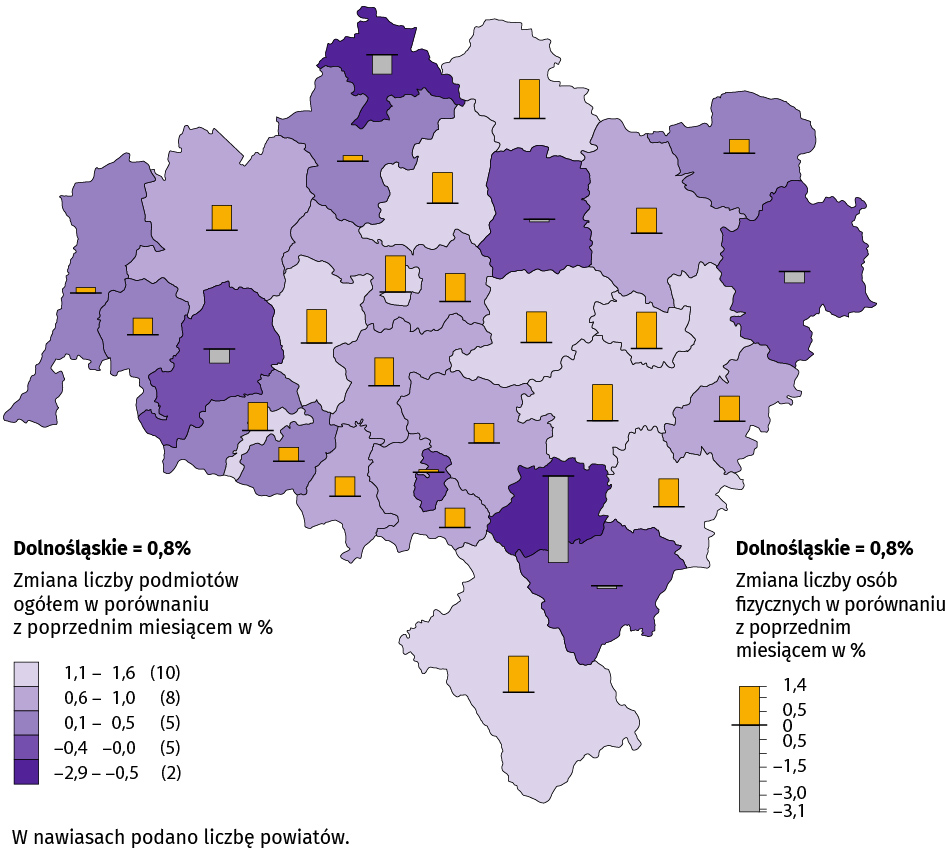 Dolnośląskie = 0,8%
Zmiana liczby podmiotów
ogółem w porównaniu
z poprzednim miesiącem w %
1,1 – 1,6 (10)
0,6 – 1,0 (8)
0,1 – 0,5 (5)
–0,4 –0,0 (5)
–2,9 – –0,5 (2)
W nawiasach podano liczbę powiatów.
Dolnośląskie = 0,8%
Zmiana liczby osób
fizycznych w porównaniu
z poprzednim
miesiącem w %
1,4
0,5
0
0,5
–1,5
–3,0
–3,1